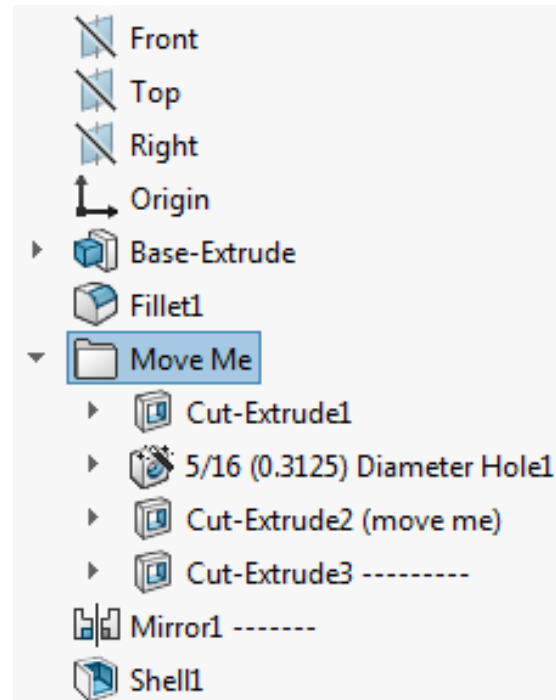 Front
Top
Right
Origin
Base-Extrude
Fillet1
Move Me
Cut-Extrude1
5/16 (0.3125) Diameter Hole1
Cut-Extrude2 (move me)
Cut-Extrude3 ---------
Mirror1 -------
Shell1